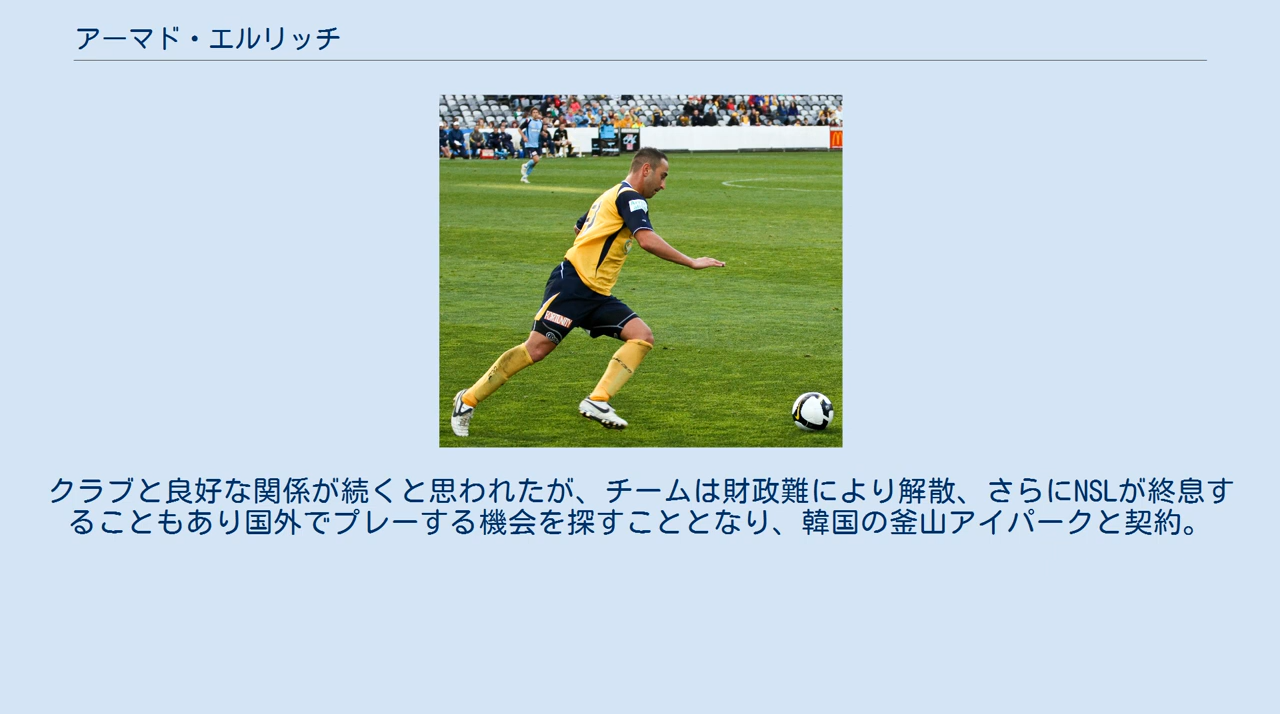 アーマド・エルリッチ
クラブと良好な関係が続くと思われたが、チームは財政難により解散、さらにNSLが終息す
ることもあり国外でプレーする機会を探すこととなり、韓国の釜山アイパークと契約。